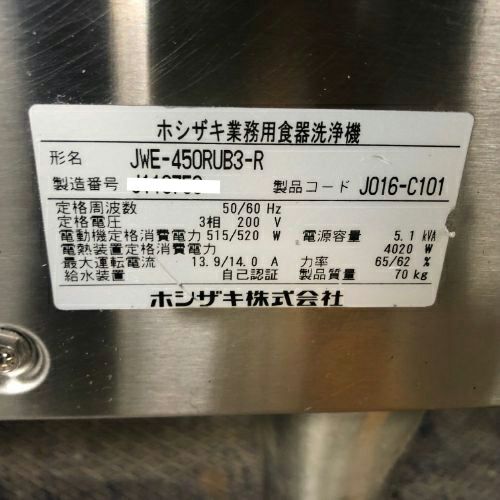 ホシザキ業務用食器洗浄機
形名 JWE-450RUB3-R
製造番号 製品コード J016-C101
定格周波数 50/60 Hz
定格電圧 3相 200 V
電動機定格消費電力 515/520 W 電源容量 5.1 kVA
電熱装置定格消費電力 4020 W
最大運転電流 13.9/14.0 A 力率 65/62 %
給水装置 自己認証 製品質量 70 kg
ホシザキ株式会社